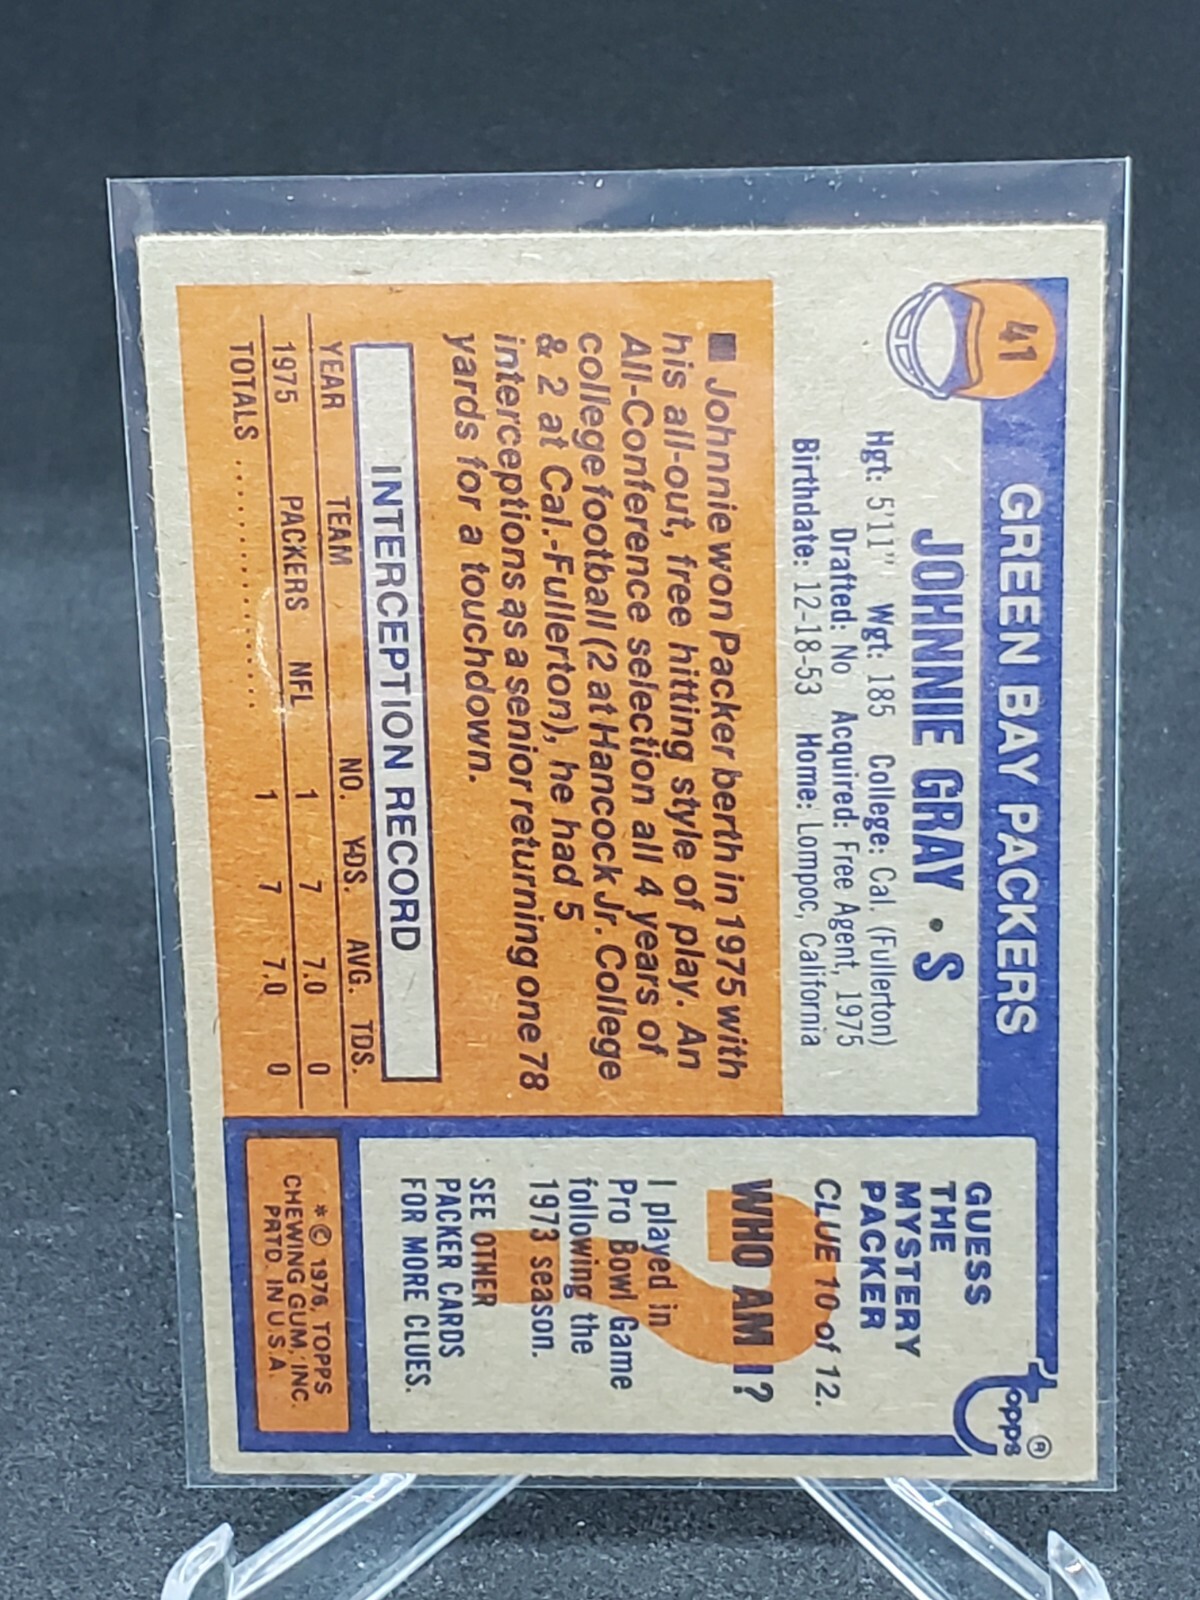 41
GREEN BAY PACKERS
JOHNNIE GRAY • S
Hgt: 5'11" Wgt: 185 College: Cal. (Fullerton)
Drafted: No Acquired: Free Agent, 1975
Birthdate: 12-18-53 Home: Lompoc, California
■ Johnnie won Packer berth in 1975 with
his all-out, free hitting style of play. An
All-Conference selection all 4 years of
college football (2 at Hancock Jr. College
& 2 at Cal.-Fullerton), he had 5
interceptions as a senior returning one 78
yards for a touchdown.
INTERCEPTION RECORD
YEAR TEAM NO. YDS. AVG. TDS.
1975 PACKERS NFL 1 7 7.0 0
TOTALS .................... 1 7 7.0 0
topps ®
GUESS
THE
MYSTERY
PACKER
CLUE 10 of 12.
WHO AM I?
I played in
Pro Bowl Game
following the
1973 season.
SEE OTHER
PACKER CARDS
FOR MORE CLUES.
*© 1976, TOPPS
CHEWING GUM, INC.
PRTD. IN U S A.